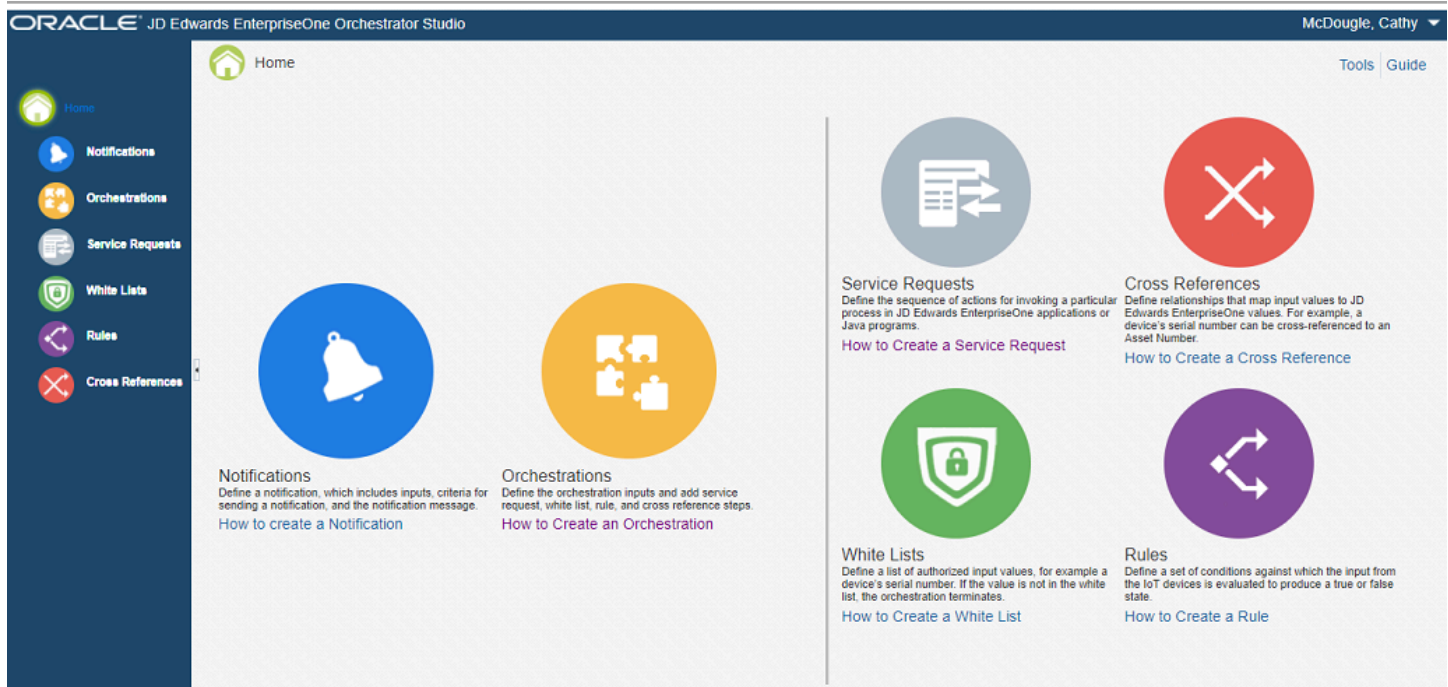 ORACLE® JD Edwards EnterpriseOne Orchestrator Studio
McDougle, Cathy
Home
Tools Guide
Home
Notifications
Orchestrations
Service Requests
White Lists
Rules
Cross References
Notifications
Define a notification, which includes inputs, criteria for
sending a notification, and the notification message.
How to create a Notification
Orchestrations
Define the orchestration inputs and add service
request, white list, rule, and cross reference steps.
How to Create an Orchestration
Service Requests
Define the sequence of actions for invoking a particular
process in JD Edwards EnterpriseOne applications or
Java programs.
How to Create a Service Request
Cross References
Define relationships that map input values to JD
Edwards EnterpriseOne values. For example, a
device's serial number can be cross-referenced to an
Asset Number.
How to Create a Cross Reference
White Lists
Define a list of authorized input values, for example a
device's serial number. If the value is not in the white
list, the orchestration terminates.
How to Create a White List
Rules
Define a set of conditions against which the input from
the IoT devices is evaluated to produce a true or false
state.
How to Create a Rule